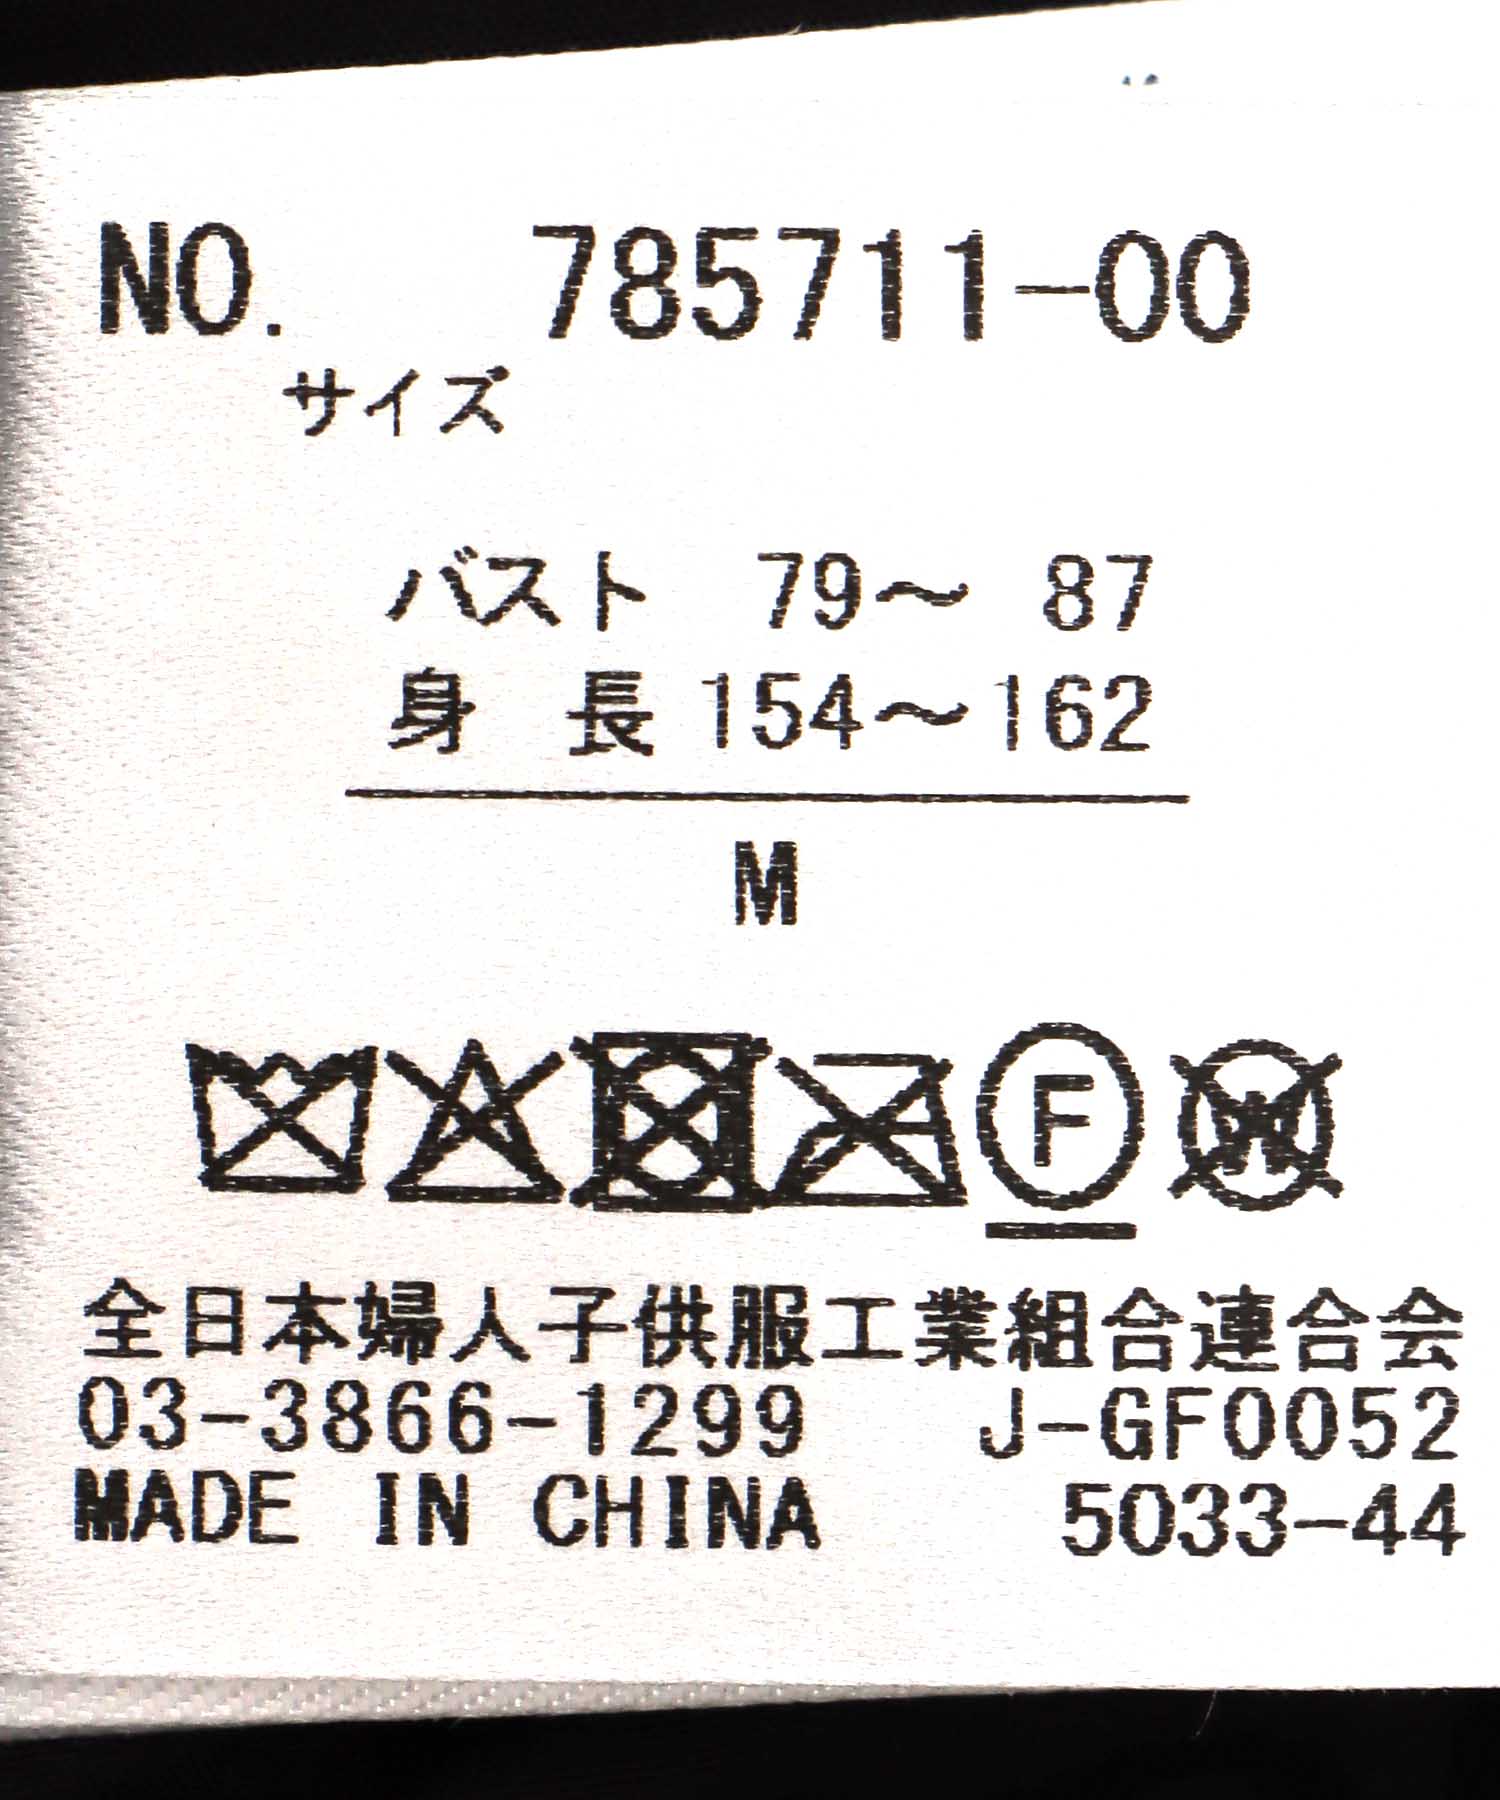 NO. 785711-00
サイズ
バスト 79～ 87
身 長 154～162
M
F W
全日本婦人子供服工業組合連合会
03-3866-1299 J-GF0052
MADE IN CHINA 5033-44